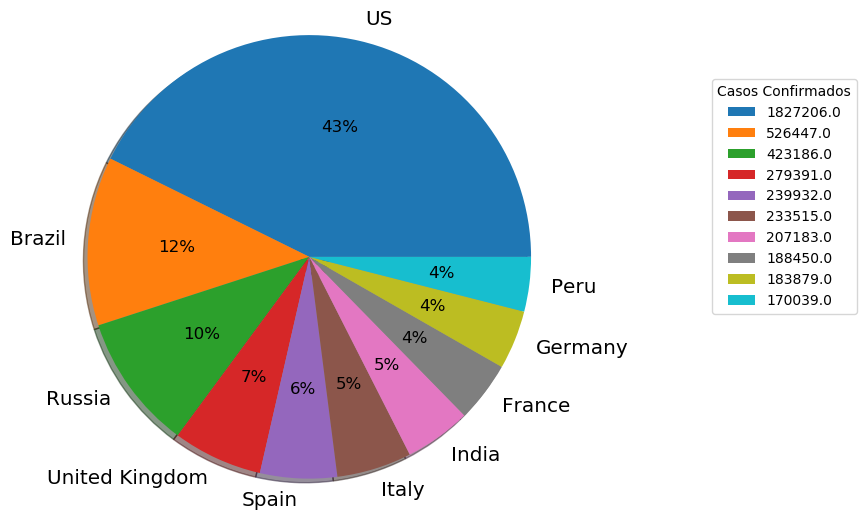 US
43%
Brazil
12%
Russia
10%
United Kingdom
7%
Spain
6%
Italy
5%
India
5%
France
4%
Germany
4%
Peru
4%
Casos Confirmados
1827206.0
526447.0
423186.0
279391.0
239932.0
233515.0
207183.0
188450.0
183879.0
170039.0